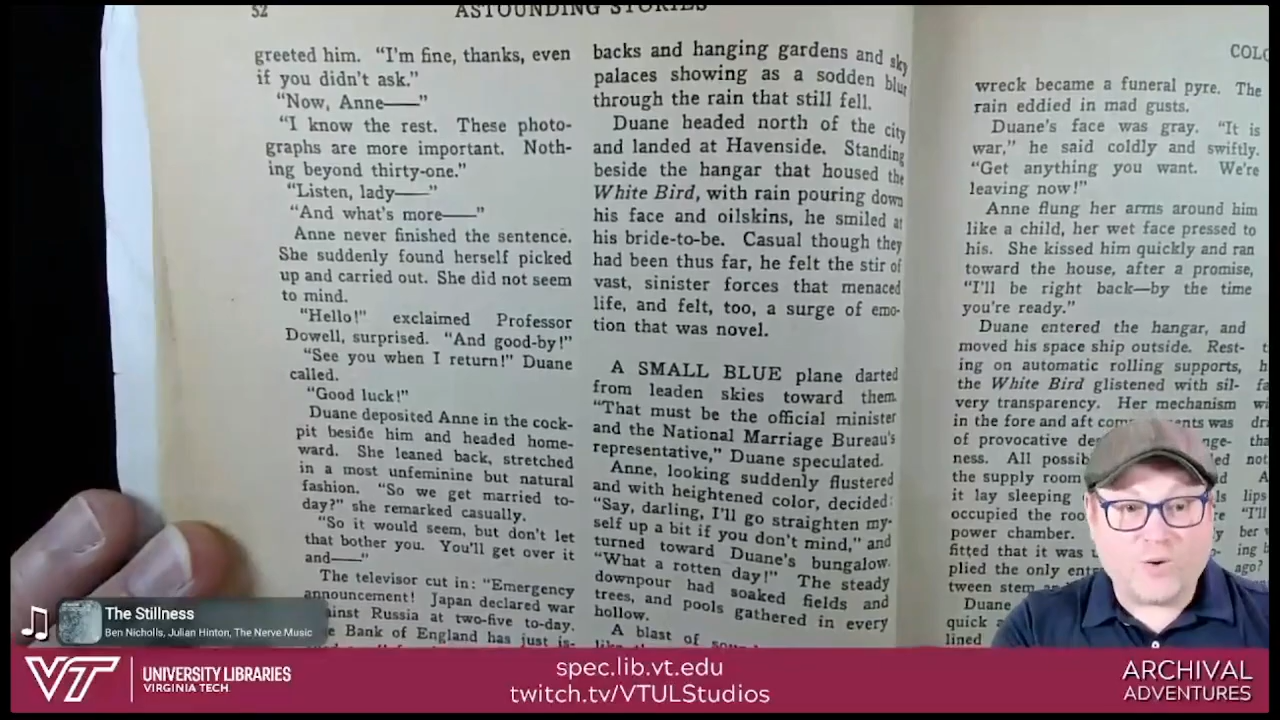 52
ASTOUNDING STORIES
greeted him. “I'm fine, thanks, even
if you didn't ask.”
“Now, Anne——”
“I know the rest. These photo-
graphs are more important. Noth-
ing beyond thirty-one.”
“Listen, lady——”
“And what's more——”
Anne never finished the sentence.
She suddenly found herself picked
up and carried out. She did not seem
to mind.
“Hello!” exclaimed Professor
Dowell, surprised. “And good-by!”
“See you when I return!” Duane
called.
“Good luck!”
Duane deposited Anne in the cock-
pit beside him and headed home-
ward. She leaned back, stretched
in a most unfeminine but natural
fashion. “So we get married to-
day?” she remarked casually.
“So it would seem, but don't let
that bother you. You'll get over it
and——”
The televisor cut in: “Emergency
announcement! Japan declared war
Russia at two-five to-day.
Bank of England has just is-
backs and hanging gardens and sky
palaces showing as a sodden blur
through the rain that still fell.
Duane headed north of the city
and landed at Havenside. Standing
beside the hangar that housed the
White Bird, with rain pouring down
his face and oilskins, he smiled at
his bride-to-be. Casual though they
had been thus far, he felt the stir of
vast, sinister forces that menaced
life, and felt, too, a surge of emo-
tion that was novel.
A SMALL BLUE plane darted
from leaden skies toward them.
“That must be the official minister
and the National Marriage Bureau's
representative,” Duane speculated.
Anne, looking suddenly flustered
and with heightened color, decided:
“Say, darling, I'll go straighten my-
self up a bit if you don't mind,” and
turned toward Duane's bungalow.
“What a rotten day!” The steady
downpour had soaked fields and
trees, and pools gathered in every
hollow.
A blast of
wreck became a funeral pyre. The
rain eddied in mad gusts.
Duane's face was gray. “It is
war,” he said coldly and swiftly.
“Get anything you want. We're
leaving now!”
Anne flung her arms around him
like a child, her wet face pressed to
his. She kissed him quickly and ran
toward the house, after a promise,
“I'll be right back—by the time
you're ready.”
Duane entered the hangar, and
moved his space ship outside. Rest-
ing on automatic rolling supports,
the White Bird glistened with sil-
very transparency. Her mechanism
in the fore and aft was
of provocative
ness. All
the supply room
it lay sleeping
occupied the
power chamber.
fitted that it was
plied the only
tween stem
Duane
quick
lined
The Stillness
Ben Nicholls, Julian Hinton, The Nerve.Music
VT
UNIVERSITY LIBRARIES
VIRGINIA TECH
spec.lib.vt.edu
twitch.tv/VTULStudios
ARCHIVAL
ADVENTURES